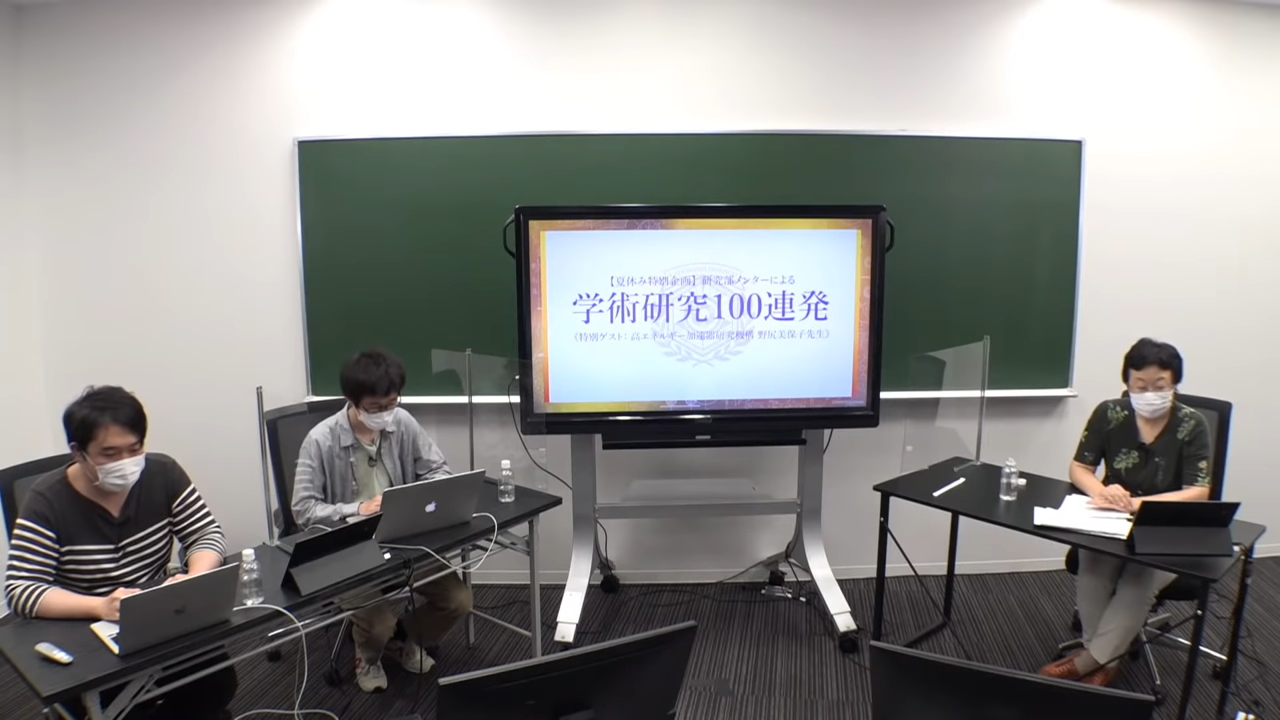 【夏休み特別企画】研究部メンターによる
学術研究100連発
《特別ゲスト：高エネルギー加速器研究機構 野尻美保子先生》